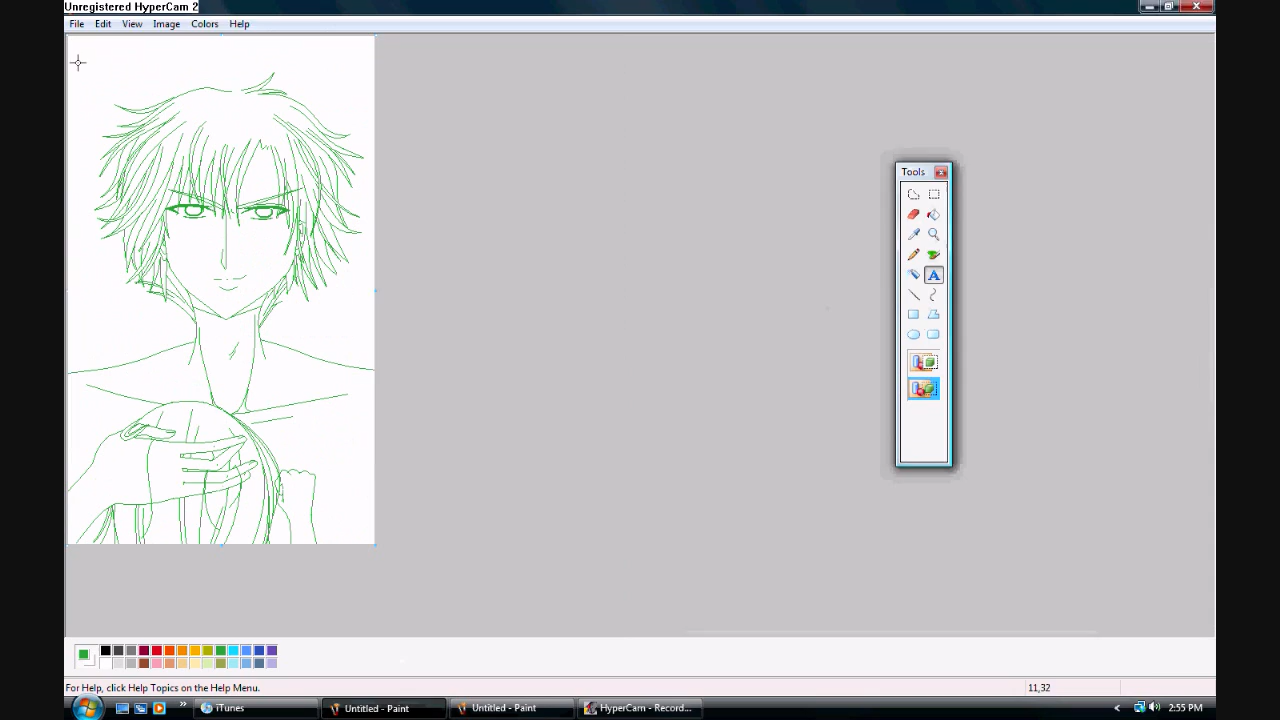 Unregistered HyperCam 2
File Edit View Image Colors Help
Tools
A
For Help, click Help Topics on the Help Menu.
11,32
iTunes
Untitled - Paint
Untitled - Paint
HyperCam - Record...
2:55 PM